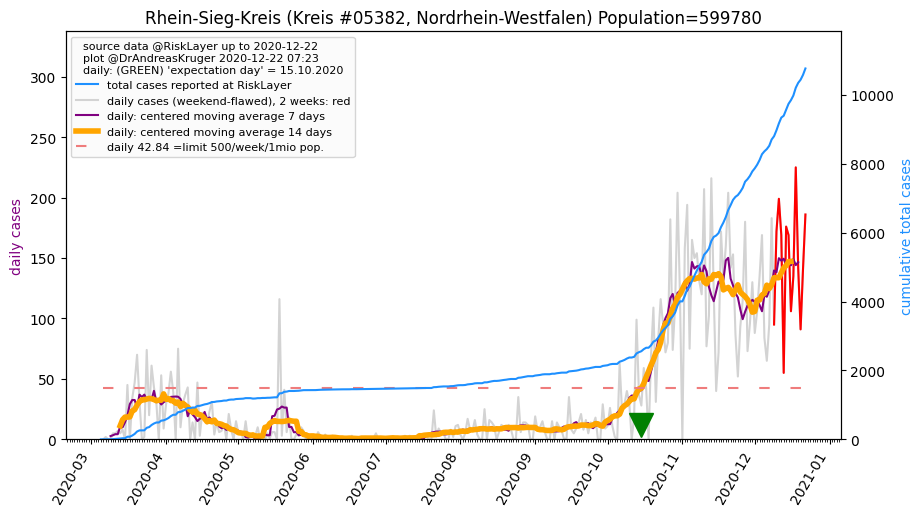 Rhein-Sieg-Kreis (Kreis #05382, Nordrhein-Westfalen) Population=599780
source data @RiskLayer up to 2020-12-22
plot @DrAndreasKruger 2020-12-22 07:23
daily: (GREEN) 'expectation day' = 15.10.2020
total cases reported at RiskLayer
daily cases (weekend-flawed), 2 weeks: red
daily: centered moving average 7 days
daily: centered moving average 14 days
daily 42.84 =limit 500/week/1mio pop.
daily cases
300
250
200
150
100
50
0
cumulative total cases
10000
8000
6000
4000
2000
0
2020-03
2020-04
2020-05
2020-06
2020-07
2020-08
2020-09
2020-10
2020-11
2020-12
2021-01